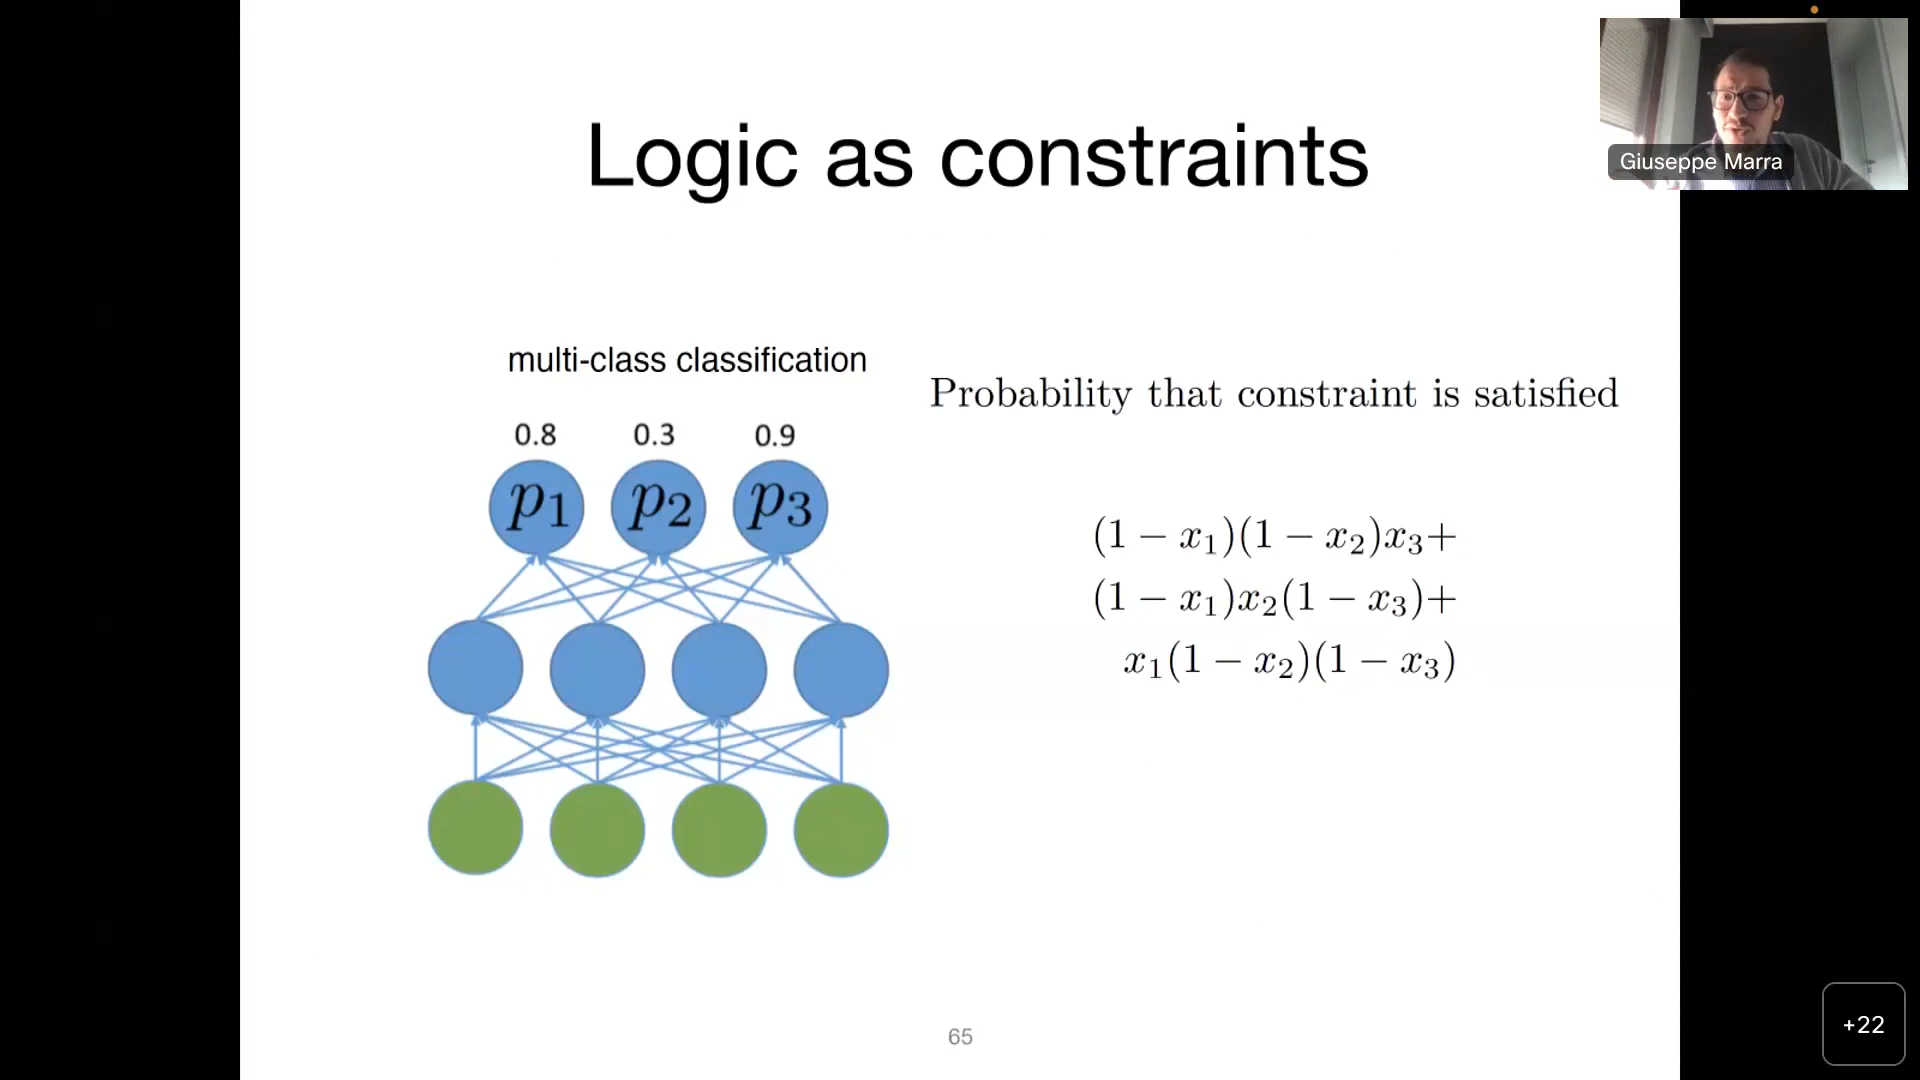 Logic as constraints
Giuseppe Marra
multi-class classification
Probability that constraint is satisfied
0.8 0.3 0.9
p₁ p₂ p₃
(1 − x₁)(1 − x₂)x₃+
(1 − x₁)x₂(1 − x₃)+
x₁(1 − x₂)(1 − x₃)
65
+22